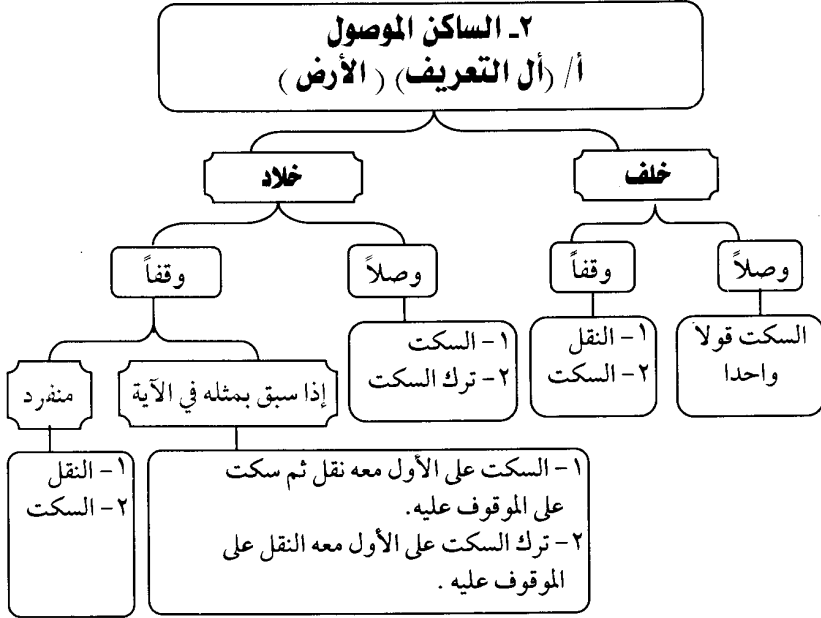 ٢ـ الساكن الموصول
أ/ (أل التعريف) ( الأرض )
خلف
خلاد
وصلاً
وقفاً
وصلاً
وقفاً
السكت قولا
واحدا
١- النقل
٢- السكت
١- السكت
٢- ترك السكت
إذا سبق بمثله في الآية
منفرد
١- السكت على الأول معه نقل ثم سكت
على الموقوف عليه.
٢- ترك السكت على الأول معه النقل على
الموقوف عليه .
١- النقل
٢- السكت